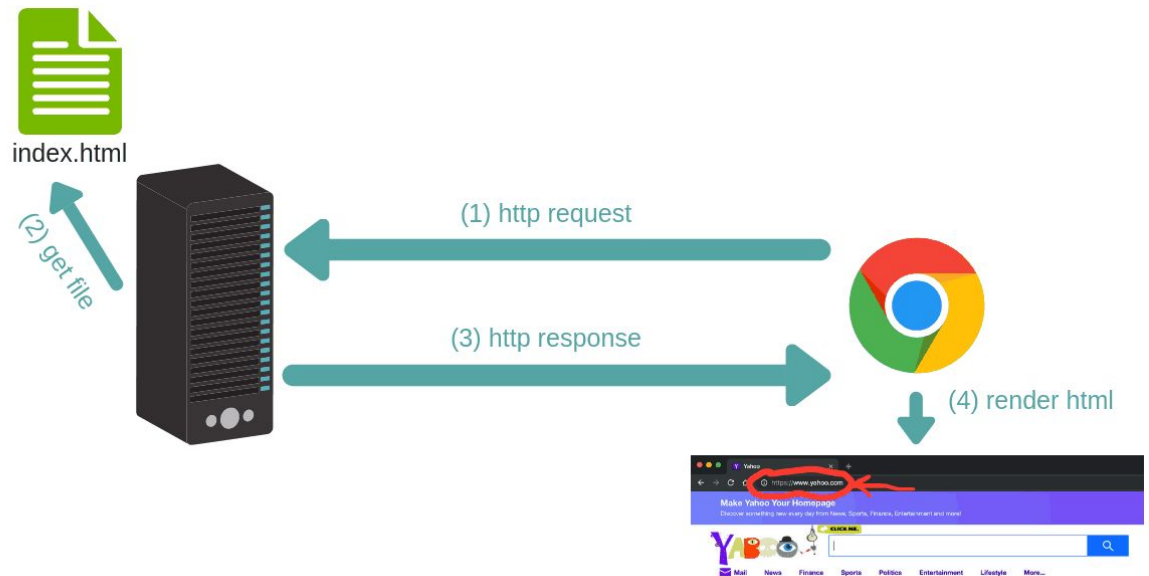 index.html
(1) http request
(2) get file
(3) http response
(4) render html
Yahoo
https://www.yahoo.com
Make Yahoo Your Homepage
Discover something new every day from News, Sports, Finance, Entertainment and more!
CLICK ME.
Mail News Finance Sports Politics Entertainment Lifestyle More...